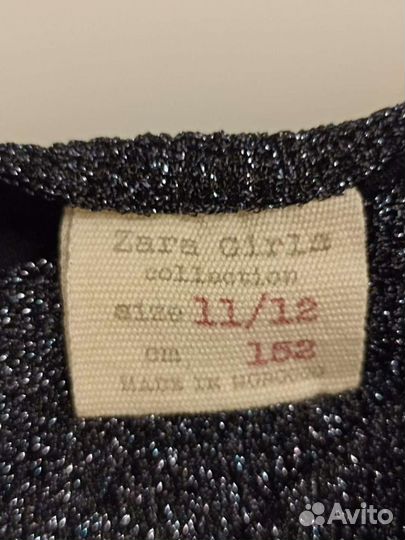 Zara Girls
collection
size 11/12
cm 152
MADE IN MOROCCO
Avito